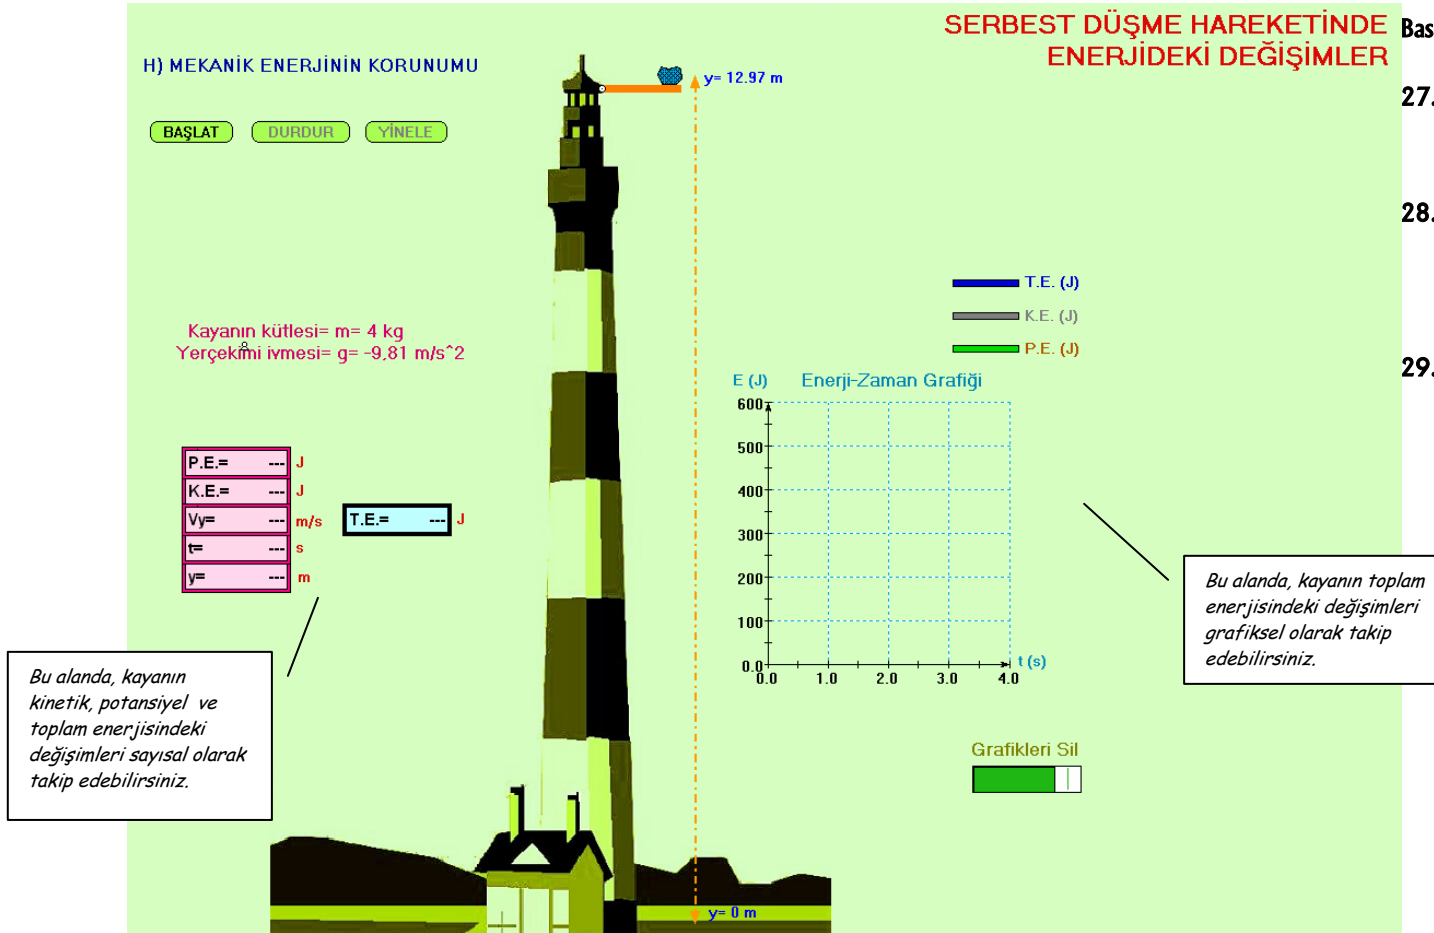 SERBEST DÜŞME HAREKETİNDE
ENERJİDEKİ DEĞİŞİMLER
Bas
27.
28.
29.
H) MEKANİK ENERJİNİN KORUNUMU
y= 12.97 m
BAŞLAT
DURDUR
YİNELE
T.E. (J)
K.E. (J)
P.E. (J)
Kayanın kütlesi= m= 4 kg
Yerçekimi ivmesi= g= -9,81 m/s^2
E (J) Enerji-Zaman Grafiği
600
500
400
300
200
100
0.0
0.0 1.0 2.0 3.0 4.0
t (s)
P.E.= --- J
K.E.= --- J
Vy= --- m/s
t= --- s
y= --- m
T.E.= --- J
Bu alanda, kayanın toplam
enerjisindeki değişimleri
grafiksel olarak takip
edebilirsiniz.
Bu alanda, kayanın
kinetik, potansiyel ve
toplam enerjisindeki
değişimleri sayısal olarak
takip edebilirsiniz.
Grafikleri Sil
y= 0 m